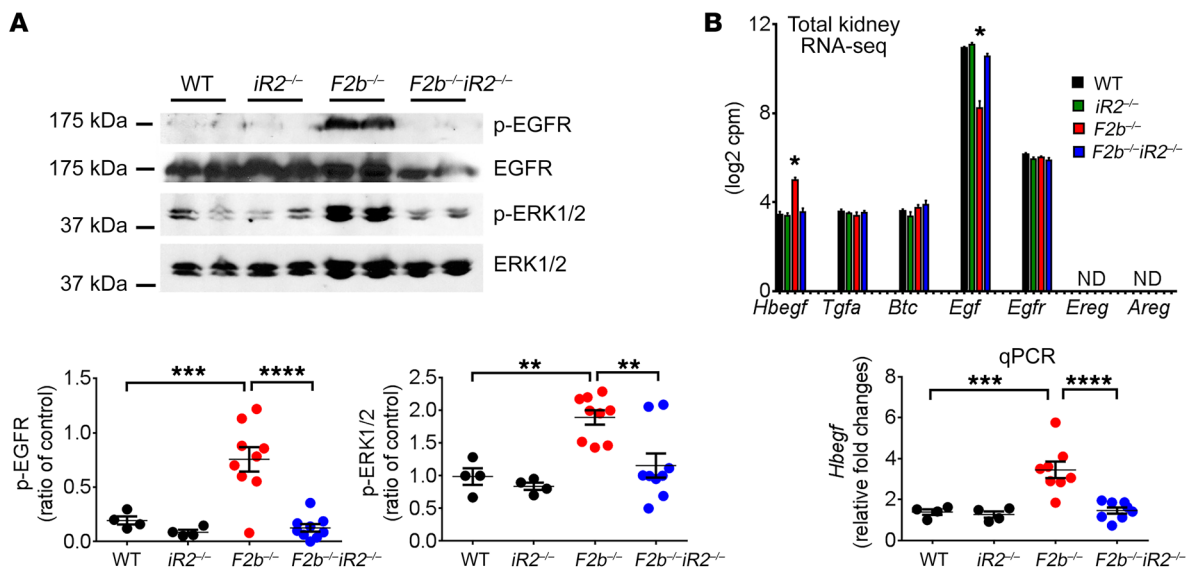 A
WT iR2–/– F2b–/– F2b–/–iR2–/–
175 kDa p-EGFR
175 kDa EGFR
37 kDa p-ERK1/2
37 kDa ERK1/2
B
Total kidney
RNA-seq
(log2 cpm)
12
8
4
0
* *
WT
iR2–/–
F2b–/–
F2b–/–iR2–/–
ND ND
Hbegf Tgfa Btc Egf Egfr Ereg Areg
p-EGFR
(ratio of control)
1.5
1.0
0.5
0.0
*** ****
WT iR2–/– F2b–/– F2b–/–iR2–/–
p-ERK1/2
(ratio of control)
2.5
2.0
1.5
1.0
0.5
0.0
** **
WT iR2–/– F2b–/– F2b–/–iR2–/–
qPCR
Hbegf
(relative fold changes)
8
6
4
2
0
*** ****
WT iR2–/– F2b–/– F2b–/–iR2–/–